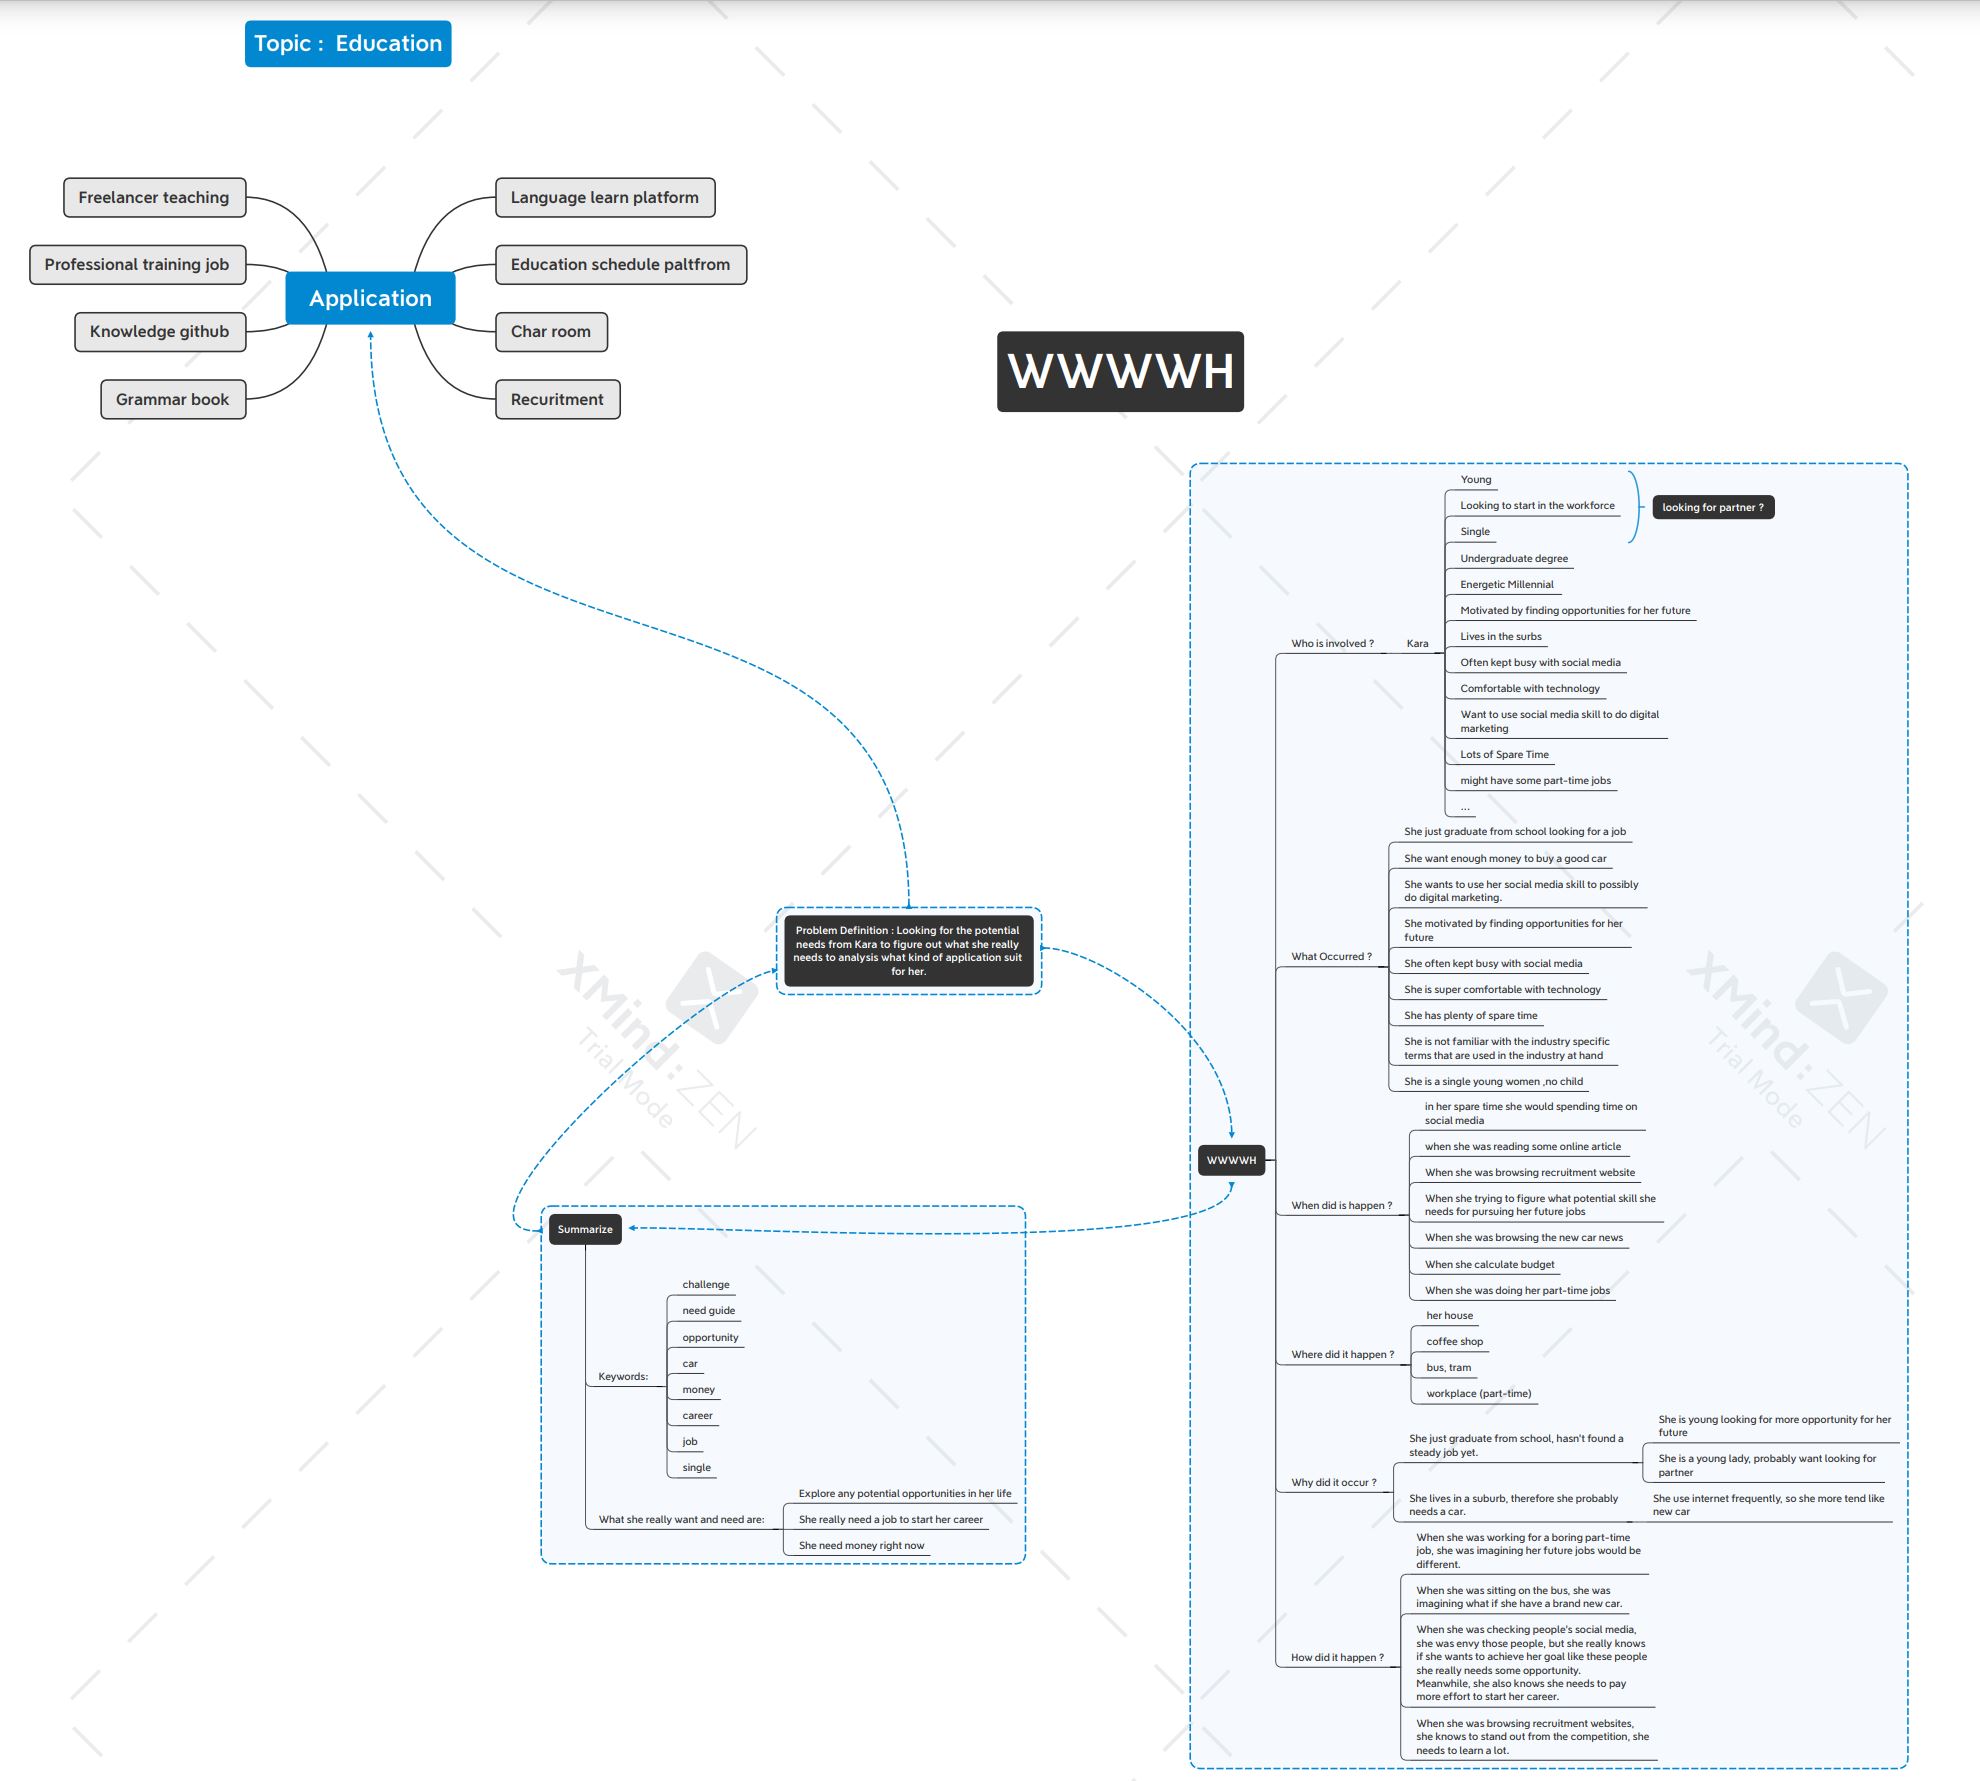 Topic :  Education
Freelancer teaching
Professional training job
Knowledge github
Grammar book
Application
Language learn platform
Education schedule paltfrom
Char room
Recuritment
WWWWH
Problem Definition : Looking for the potential
needs from Kara to figure out what she really
needs to analysis what kind of application suit
for her.
WWWWH
Who is involved ?
Kara
Young
Looking to start in the workforce
Single
looking for partner ?
Undergraduate degree
Energetic Millennial
Motivated by finding opportunities for her future
Lives in the surbs
Often kept busy with social media
Comfortable with technology
Want to use social media skill to do digital
marketing
Lots of Spare Time
might have some part-time jobs
...
What Occurred ?
She just graduate from school looking for a job
She want enough money to buy a good car
She wants to use her social media skill to possibly
do digital marketing.
She motivated by finding opportunities for her
future
She often kept busy with social media
She is super comfortable with technology
She has plenty of spare time
She is not familiar with the industry specific
terms that are used in the industry at hand
She is a single young women ,no child
When did is happen ?
in her spare time she would spending time on
social media
when she was reading some online article
When she was browsing recruitment website
When she trying to figure what potential skill she
needs for pursuing her future jobs
When she was browsing the new car news
When she calculate budget
When she was doing her part-time jobs
Where did it happen ?
her house
coffee shop
bus, tram
workplace (part-time)
Why did it occur ?
She just graduate from school, hasn't found a
steady job yet.
She is young looking for more opportunity for her
future
She is a young lady, probably want looking for
partner
She lives in a suburb, therefore she probably
needs a car.
She use internet frequently, so she more tend like
new car
How did it happen ?
When she was working for a boring part-time
job, she was imagining her future jobs would be
different.
When she was sitting on the bus, she was
imagining what if she have a brand new car.
When she was checking people's social media,
she was envy those people, but she really knows
if she wants to achieve her goal like these people
she really needs some opportunity.
Meanwhile, she also knows she needs to pay
more effort to start her career.
When she was browsing recruitment websites,
she knows to stand out from the competition, she
needs to learn a lot.
Summarize
Keywords:
challenge
need guide
opportunity
car
money
career
job
single
What she really want and need are:
Explore any potential opportunities in her life
She really need a job to start her career
She need money right now
XMind:ZEN
Trial Mode
XMind:ZEN
Trial Mode